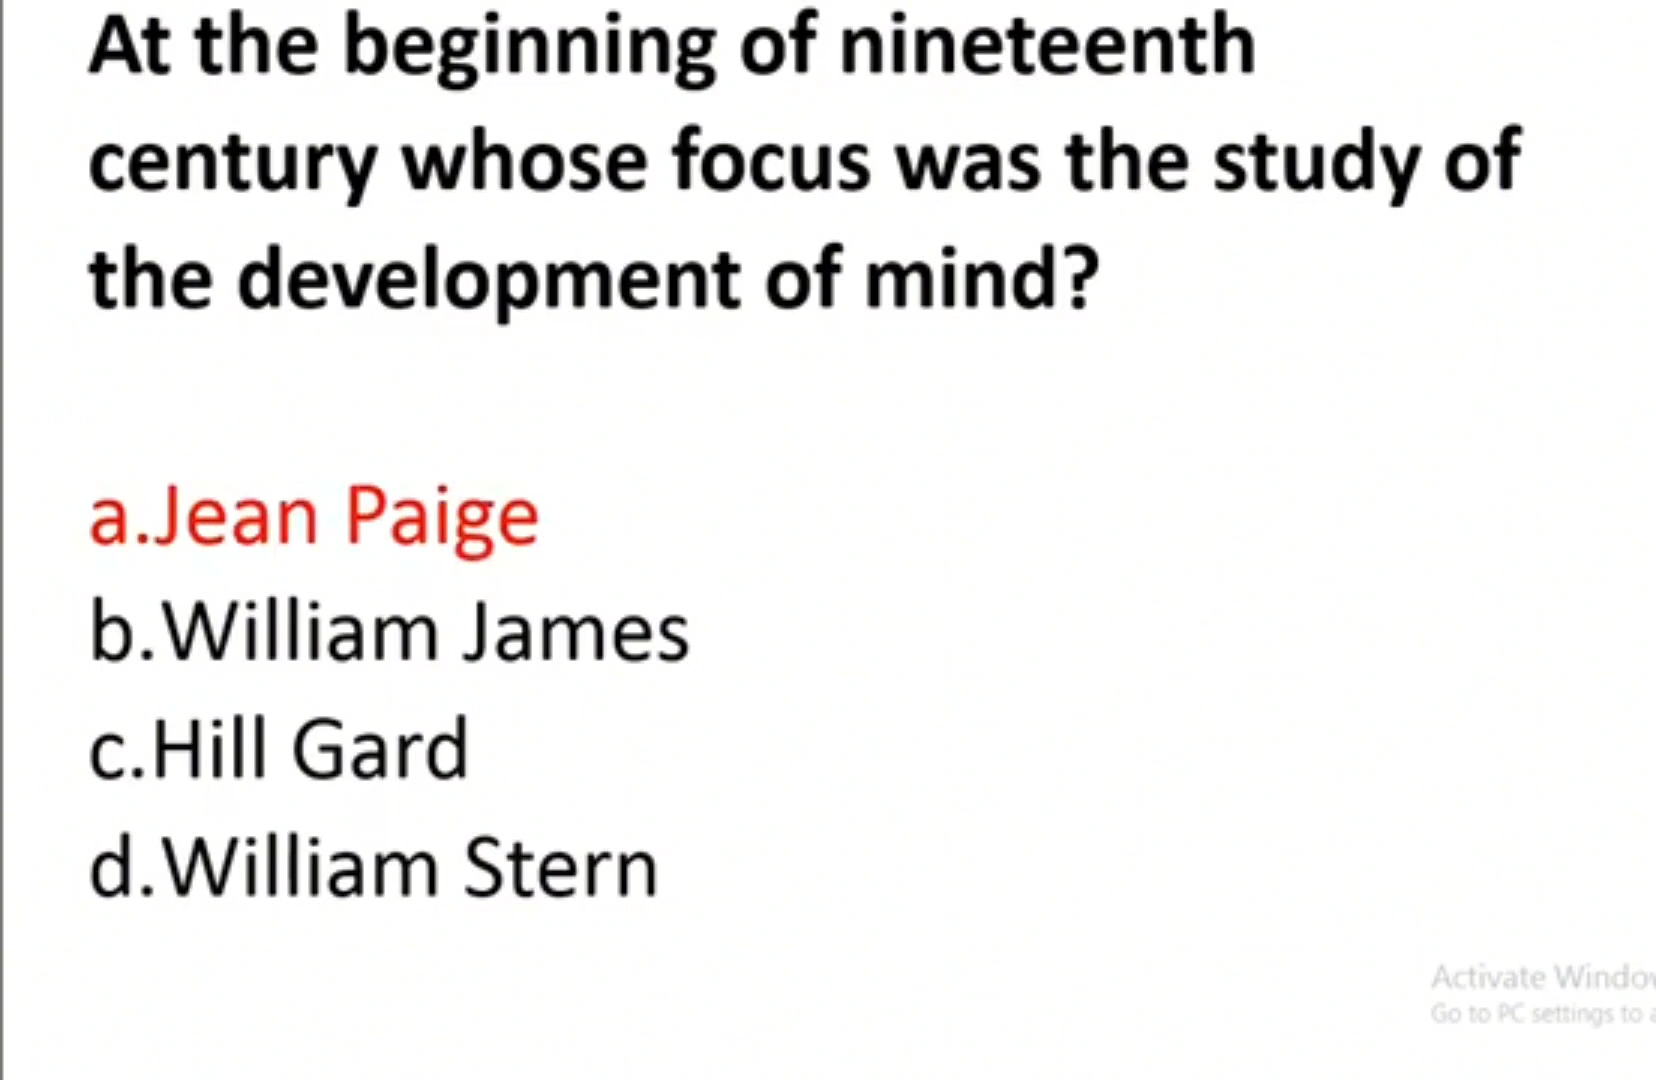 At the beginning of nineteenth
century whose focus was the study of
the development of mind?
a.Jean Paige
b.William James
c.Hill Gard
d.William Stern
Activate Windo
Go to PC settings to